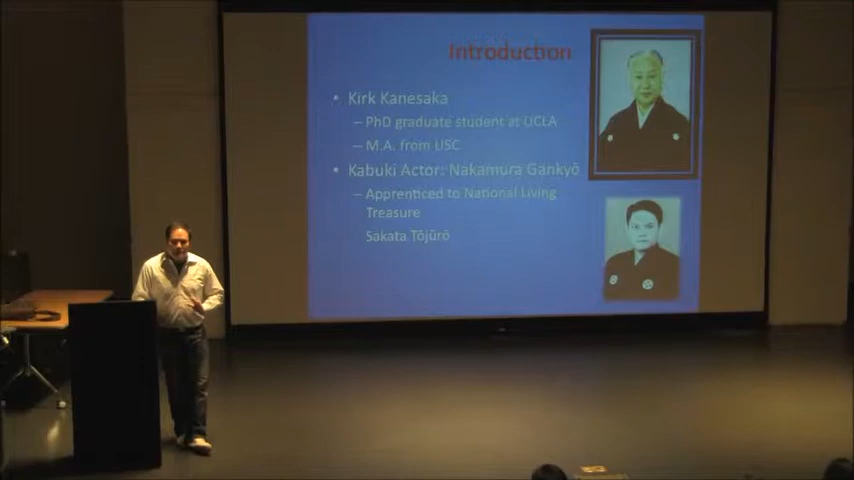 Introduction
• Kirk Kanesaka
– PhD graduate student at UCLA
– M.A. from USC
• Kabuki Actor: Nakamura Gankyō
– Apprenticed to National Living
Treasure
Sakata Tōjūrō